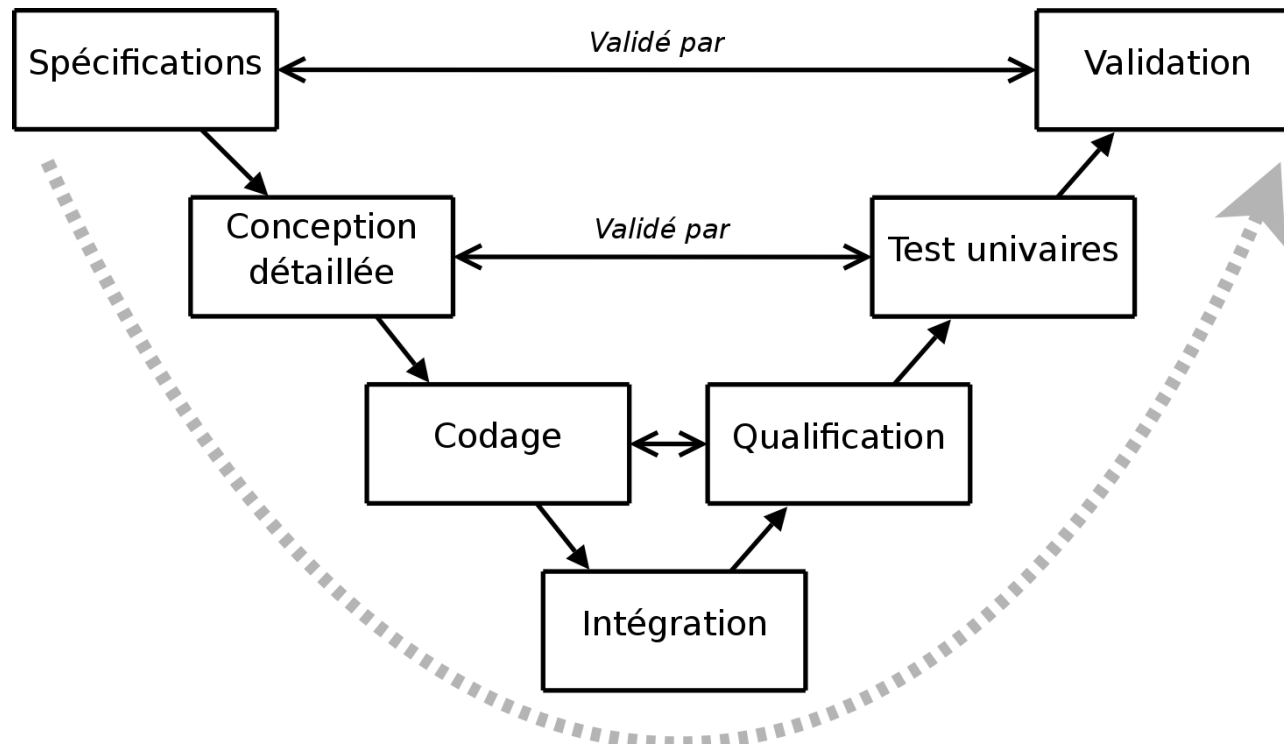 Spécifications
Validé par
Validation
Conception
détaillée
Validé par
Test univaires
Codage
Qualification
Intégration